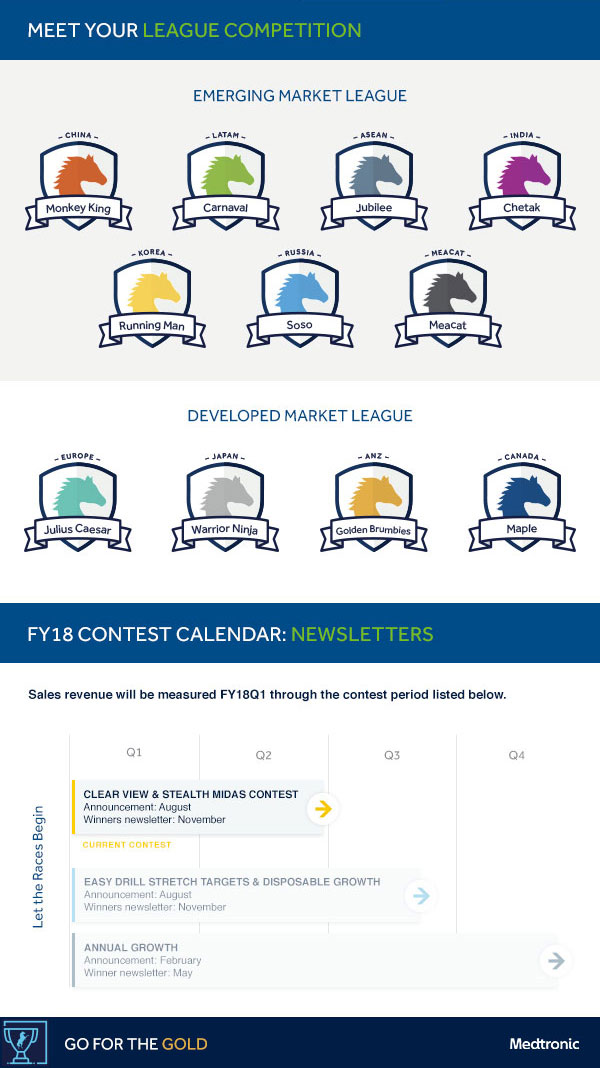 MEET YOUR LEAGUE COMPETITION
EMERGING MARKET LEAGUE
– CHINA –
Monkey King
– LATAM –
Carnaval
– ASEAN –
Jubilee
– INDIA –
Chetak
– KOREA –
Running Man
– RUSSIA –
Soso
– MEACAT –
Meacat
DEVELOPED MARKET LEAGUE
– EUROPE –
Julius Caesar
– JAPAN –
Warrior Ninja
– ANZ –
Golden Brumbies
– CANADA –
Maple
FY18 CONTEST CALENDAR: NEWSLETTERS
Sales revenue will be measured FY18Q1 through the contest period listed below.
Let the Races Begin
Q1
Q2
Q3
Q4
CLEAR VIEW & STEALTH MIDAS CONTEST
Announcement: August
Winners newsletter: November
CURRENT CONTEST
EASY DRILL STRETCH TARGETS & DISPOSABLE GROWTH
Announcement: August
Winners newsletter: November
ANNUAL GROWTH
Announcement: February
Winner newsletter: May
GO FOR THE GOLD
Medtronic